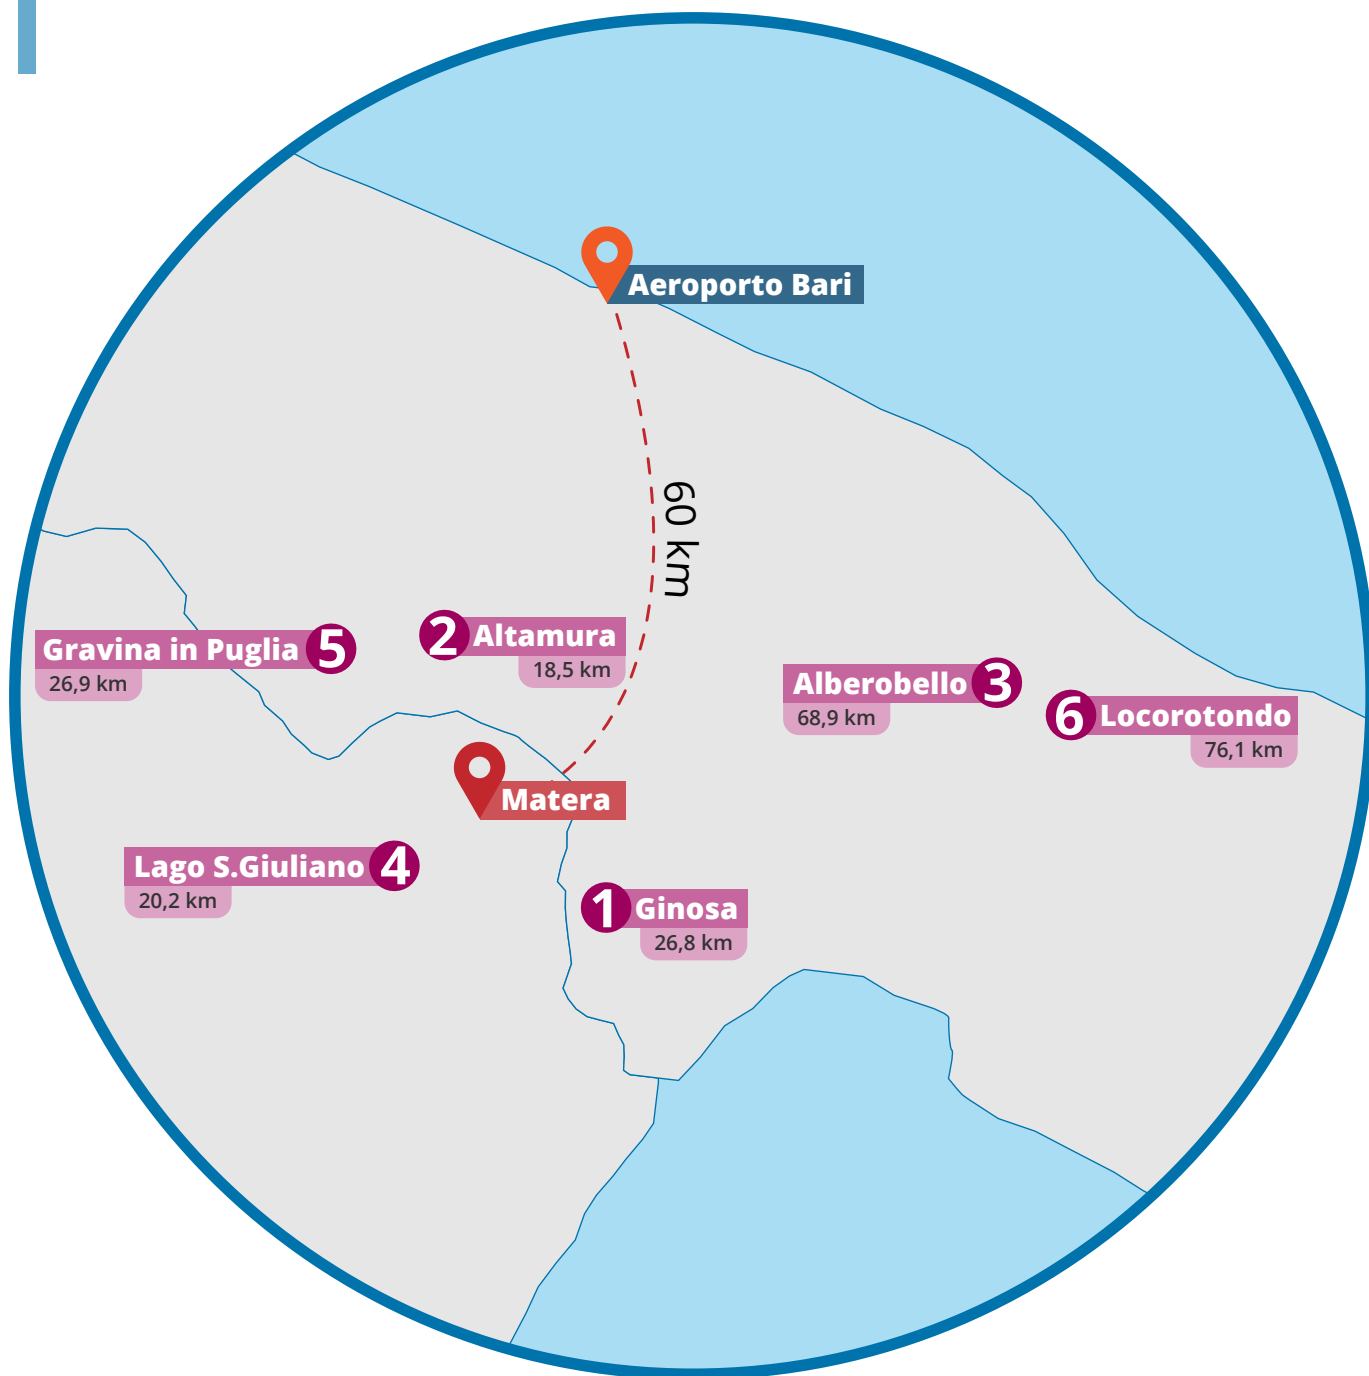 Aeroporto Bari
60 km
2 Altamura
18,5 km
Gravina in Puglia 5
26,9 km
Alberobello 3
68,9 km
6 Locorotondo
76,1 km
Matera
Lago S.Giuliano 4
20,2 km
1 Ginosa
26,8 km